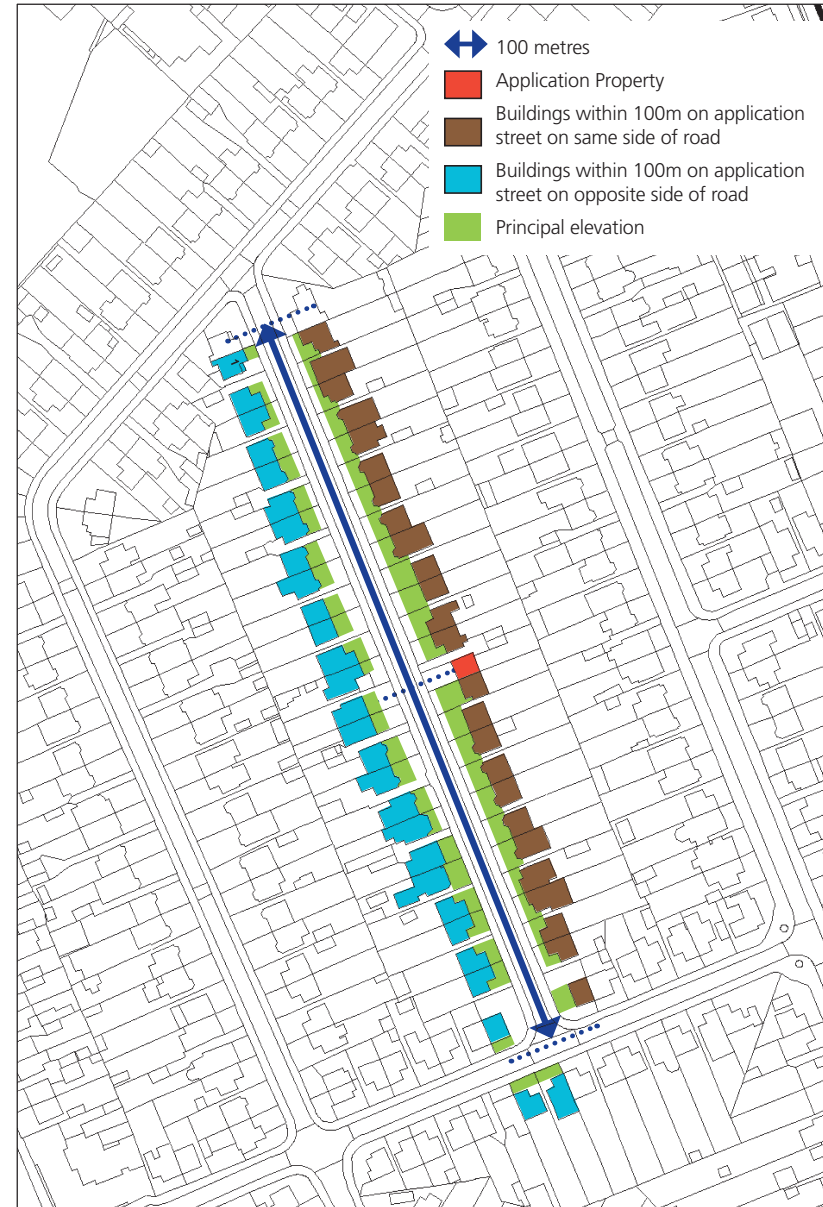 100 metres
Application Property
Buildings within 100m on application
street on same side of road
Buildings within 100m on application
street on opposite side of road
Principal elevation